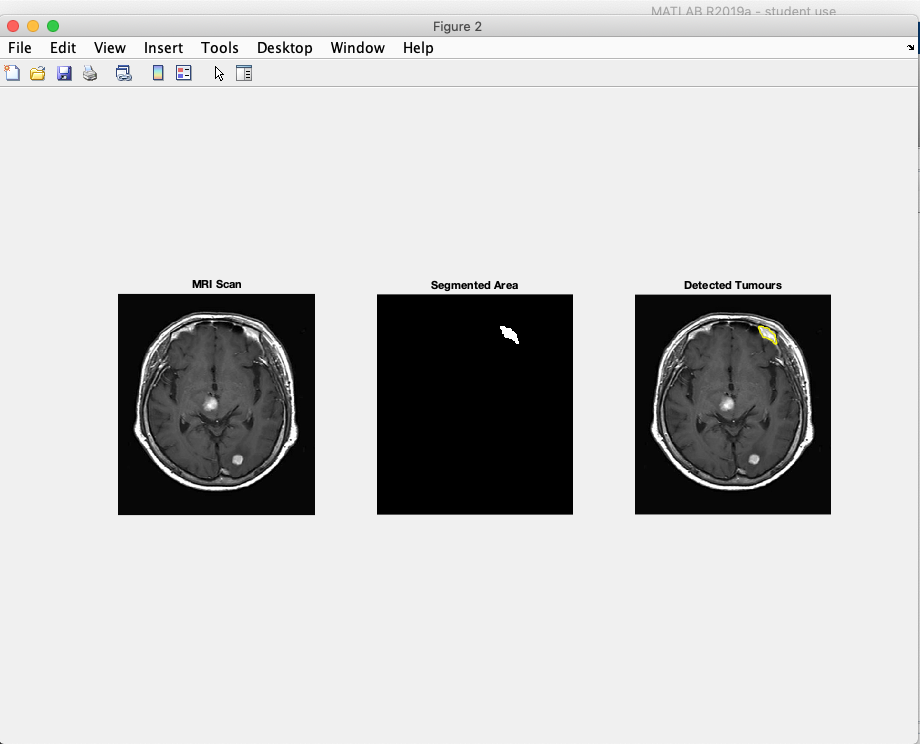 MATLAB R2019a - student use
Figure 2
File Edit View Insert Tools Desktop Window Help
MRI Scan
Segmented Area
Detected Tumours